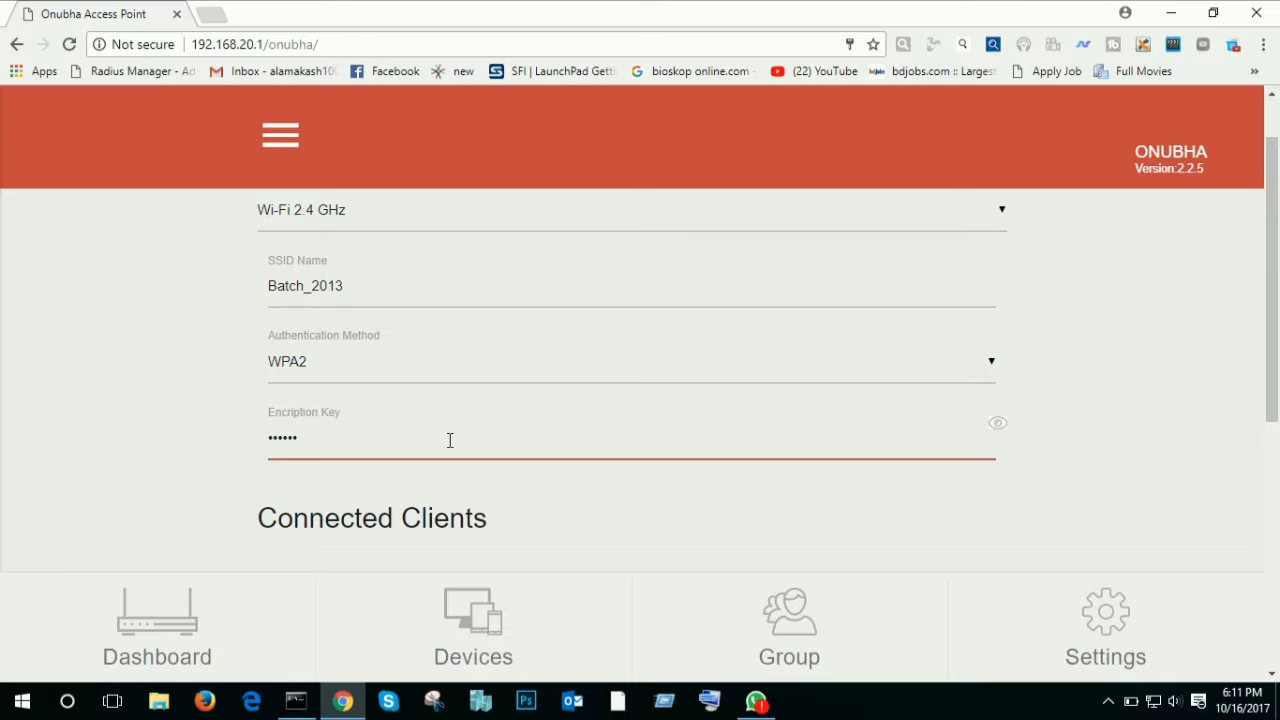 Onubha Access Point
Not secure
192.168.20.1/onubha/
Apps
Radius Manager - Ac
Inbox - alamakash10
Facebook
new
SFI | LaunchPad Getti
bioskop online.com -
(22) YouTube
bdjobs.com :: Largest
Apply Job
Full Movies
ONUBHA
Version:2.2.5
Wi-Fi 2.4 GHz
SSID Name
Batch_2013
Authentication Method
WPA2
Encription Key
••••••
Connected Clients
Dashboard
Devices
Group
Settings
6:11 PM
10/16/2017